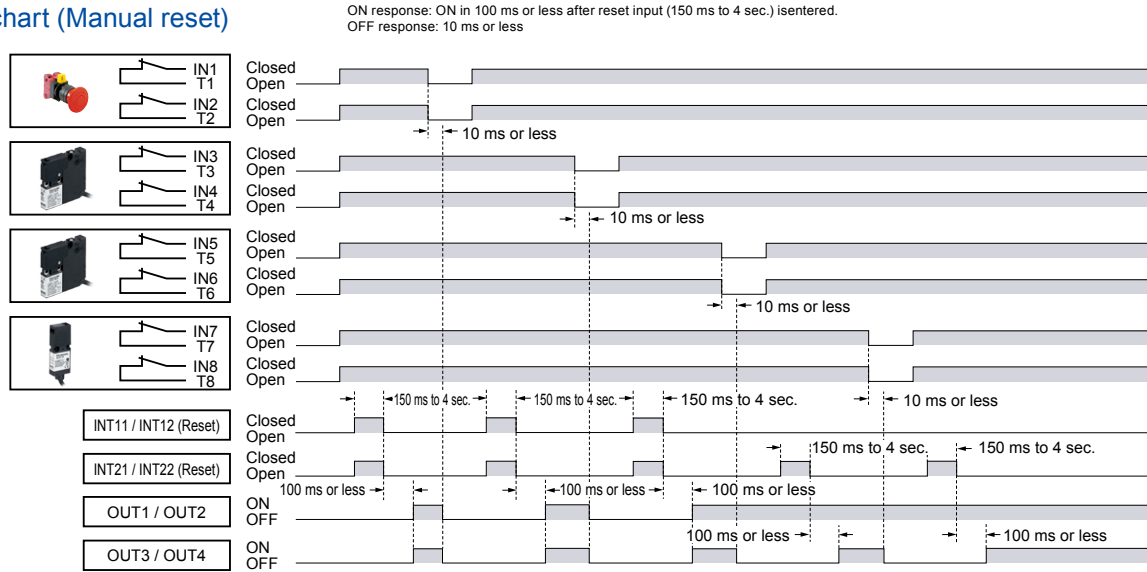 chart (Manual reset)
ON response: ON in 100 ms or less after reset input (150 ms to 4 sec.) isentered.
OFF response: 10 ms or less
IN1
T1
Closed
Open
IN2
T2
Closed
Open
10 ms or less
IN3
T3
Closed
Open
IN4
T4
Closed
Open
10 ms or less
IN5
T5
Closed
Open
IN6
T6
Closed
Open
10 ms or less
IN7
T7
Closed
Open
IN8
T8
Closed
Open
150 ms to 4 sec. 150 ms to 4 sec. 150 ms to 4 sec. 10 ms or less
INT11 / INT12 (Reset)
Closed
Open
150 ms to 4 sec. 150 ms to 4 sec.
INT21 / INT22 (Reset)
Closed
Open
100 ms or less 100 ms or less 100 ms or less
OUT1 / OUT2
ON
OFF
100 ms or less 100 ms or less
OUT3 / OUT4
ON
OFF